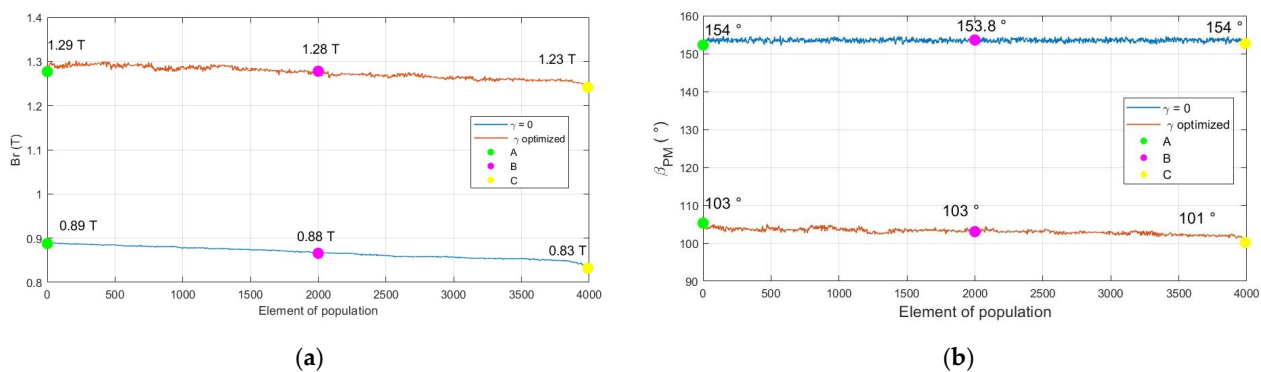 1.4
1.3
1.2
1.1
1
0.9
0.8
Br (T)
1.29 T
1.28 T
1.23 T
0.89 T
0.88 T
0.83 T
γ = 0
γ optimized
A
B
C
0 500 1000 1500 2000 2500 3000 3500 4000
Element of population
(a)
160
150
140
130
120
110
100
90
βPM ( °)
154 °
153.8 °
154 °
103 °
103 °
101 °
γ = 0
γ optimized
A
B
C
0 500 1000 1500 2000 2500 3000 3500 4000
Element of population
(b)